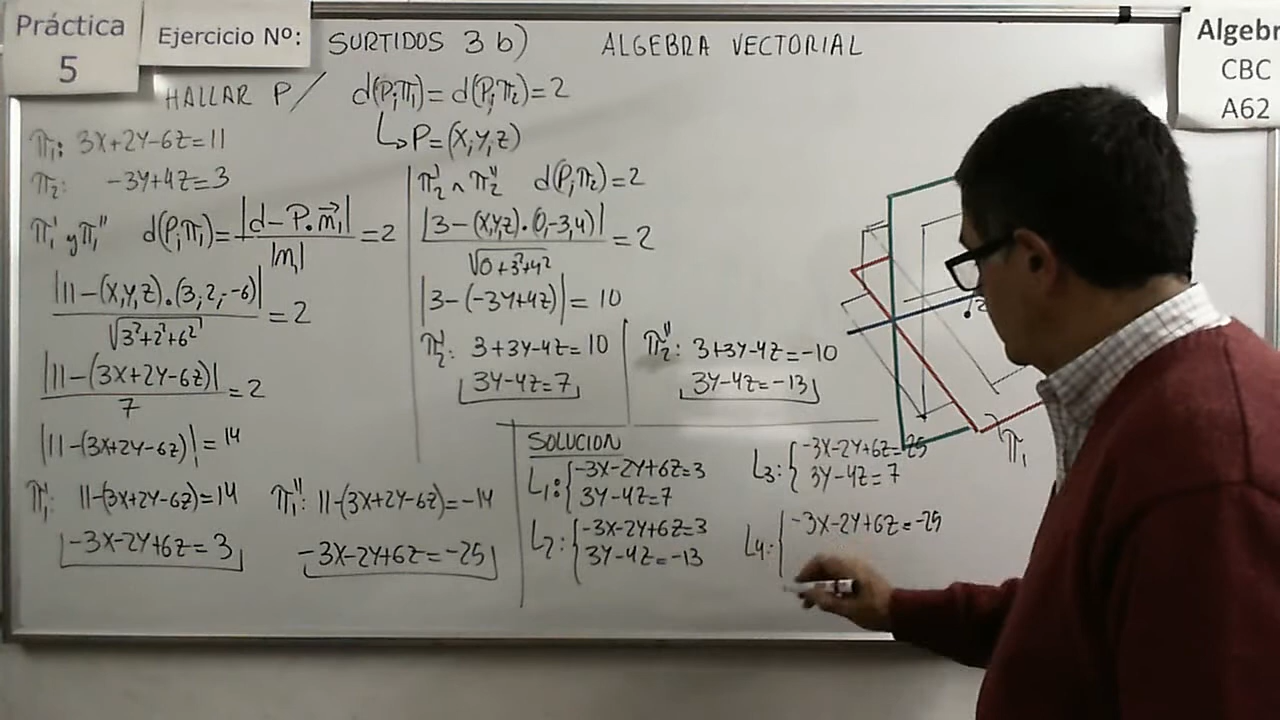 Práctica
5
Ejercicio Nº:
SURTIDOS 3 b)
ALGEBRA VECTORIAL
Algebr
CBC
A62
HALLAR P/ d(P;π₁)=d(P;π₂)=2
↳P=(X,Y,Z)
π₁: 3X+2Y-6Z=11
π₂: -3Y+4Z=3
π₁' y π₁'' d(P;π₁)=|d-P.n⃗₁|/|n₁|=2
|11-(X,Y,Z).(3,2,-6)|/√3²+2²+6²=2
|11-(3X+2Y-6Z)|/7=2
|11-(3X+2Y-6Z)|=14
π₁': 11-(3X+2Y-6Z)=14
-3X-2Y+6Z=3
π₁'': 11-(3X+2Y-6Z)=-14
-3X-2Y+6Z=-25
π₂' ∧ π₂'' d(P;π₂)=2
|3-(X,Y,Z).(0,-3,4)|/√0+3²+4²=2
|3-(-3Y+4Z)|=10
π₂': 3+3Y-4Z=10
3Y-4Z=7
π₂'': 3+3Y-4Z=-10
3Y-4Z=-13
SOLUCION
L₁:{-3X-2Y+6Z=3
3Y-4Z=7
L₂:{-3X-2Y+6Z=3
3Y-4Z=-13
L₃:{-3X-2Y+6Z=-25
3Y-4Z=7
L₄:{-3X-2Y+6Z=-25
π₁